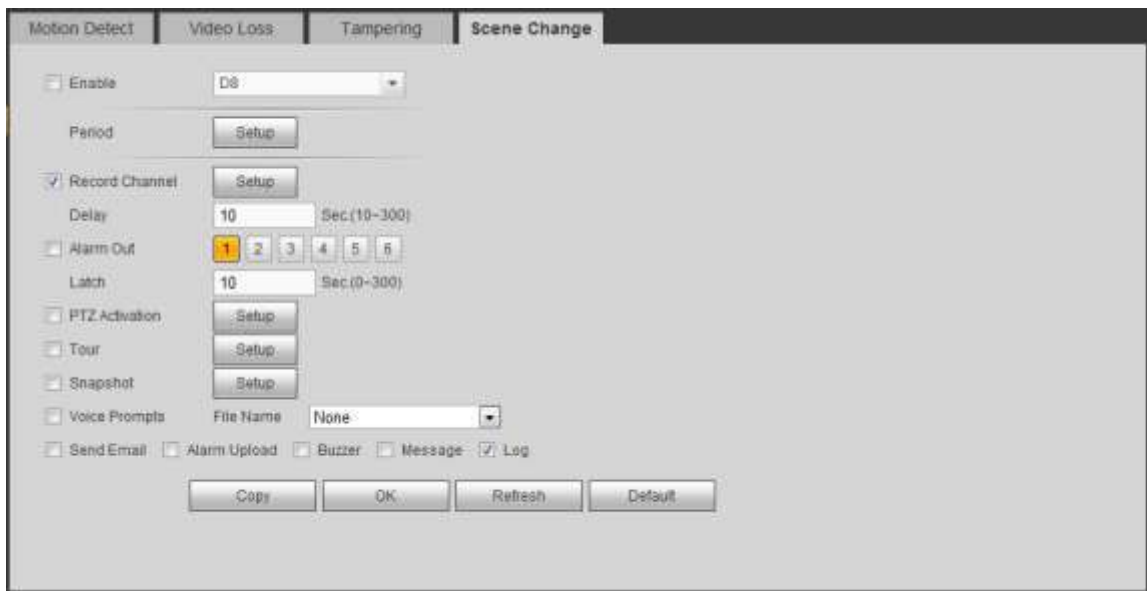 Motion Detect Video Loss Tampering Scene Change
Enable D8
Period Setup
Record Channel Setup
Delay 10 Sec.(10~300)
Alarm Out 1 2 3 4 5 6
Latch 10 Sec.(0~300)
PTZ Activation Setup
Tour Setup
Snapshot Setup
Voice Prompts File Name None
Send Email Alarm Upload Buzzer Message Log
Copy OK Refresh Default